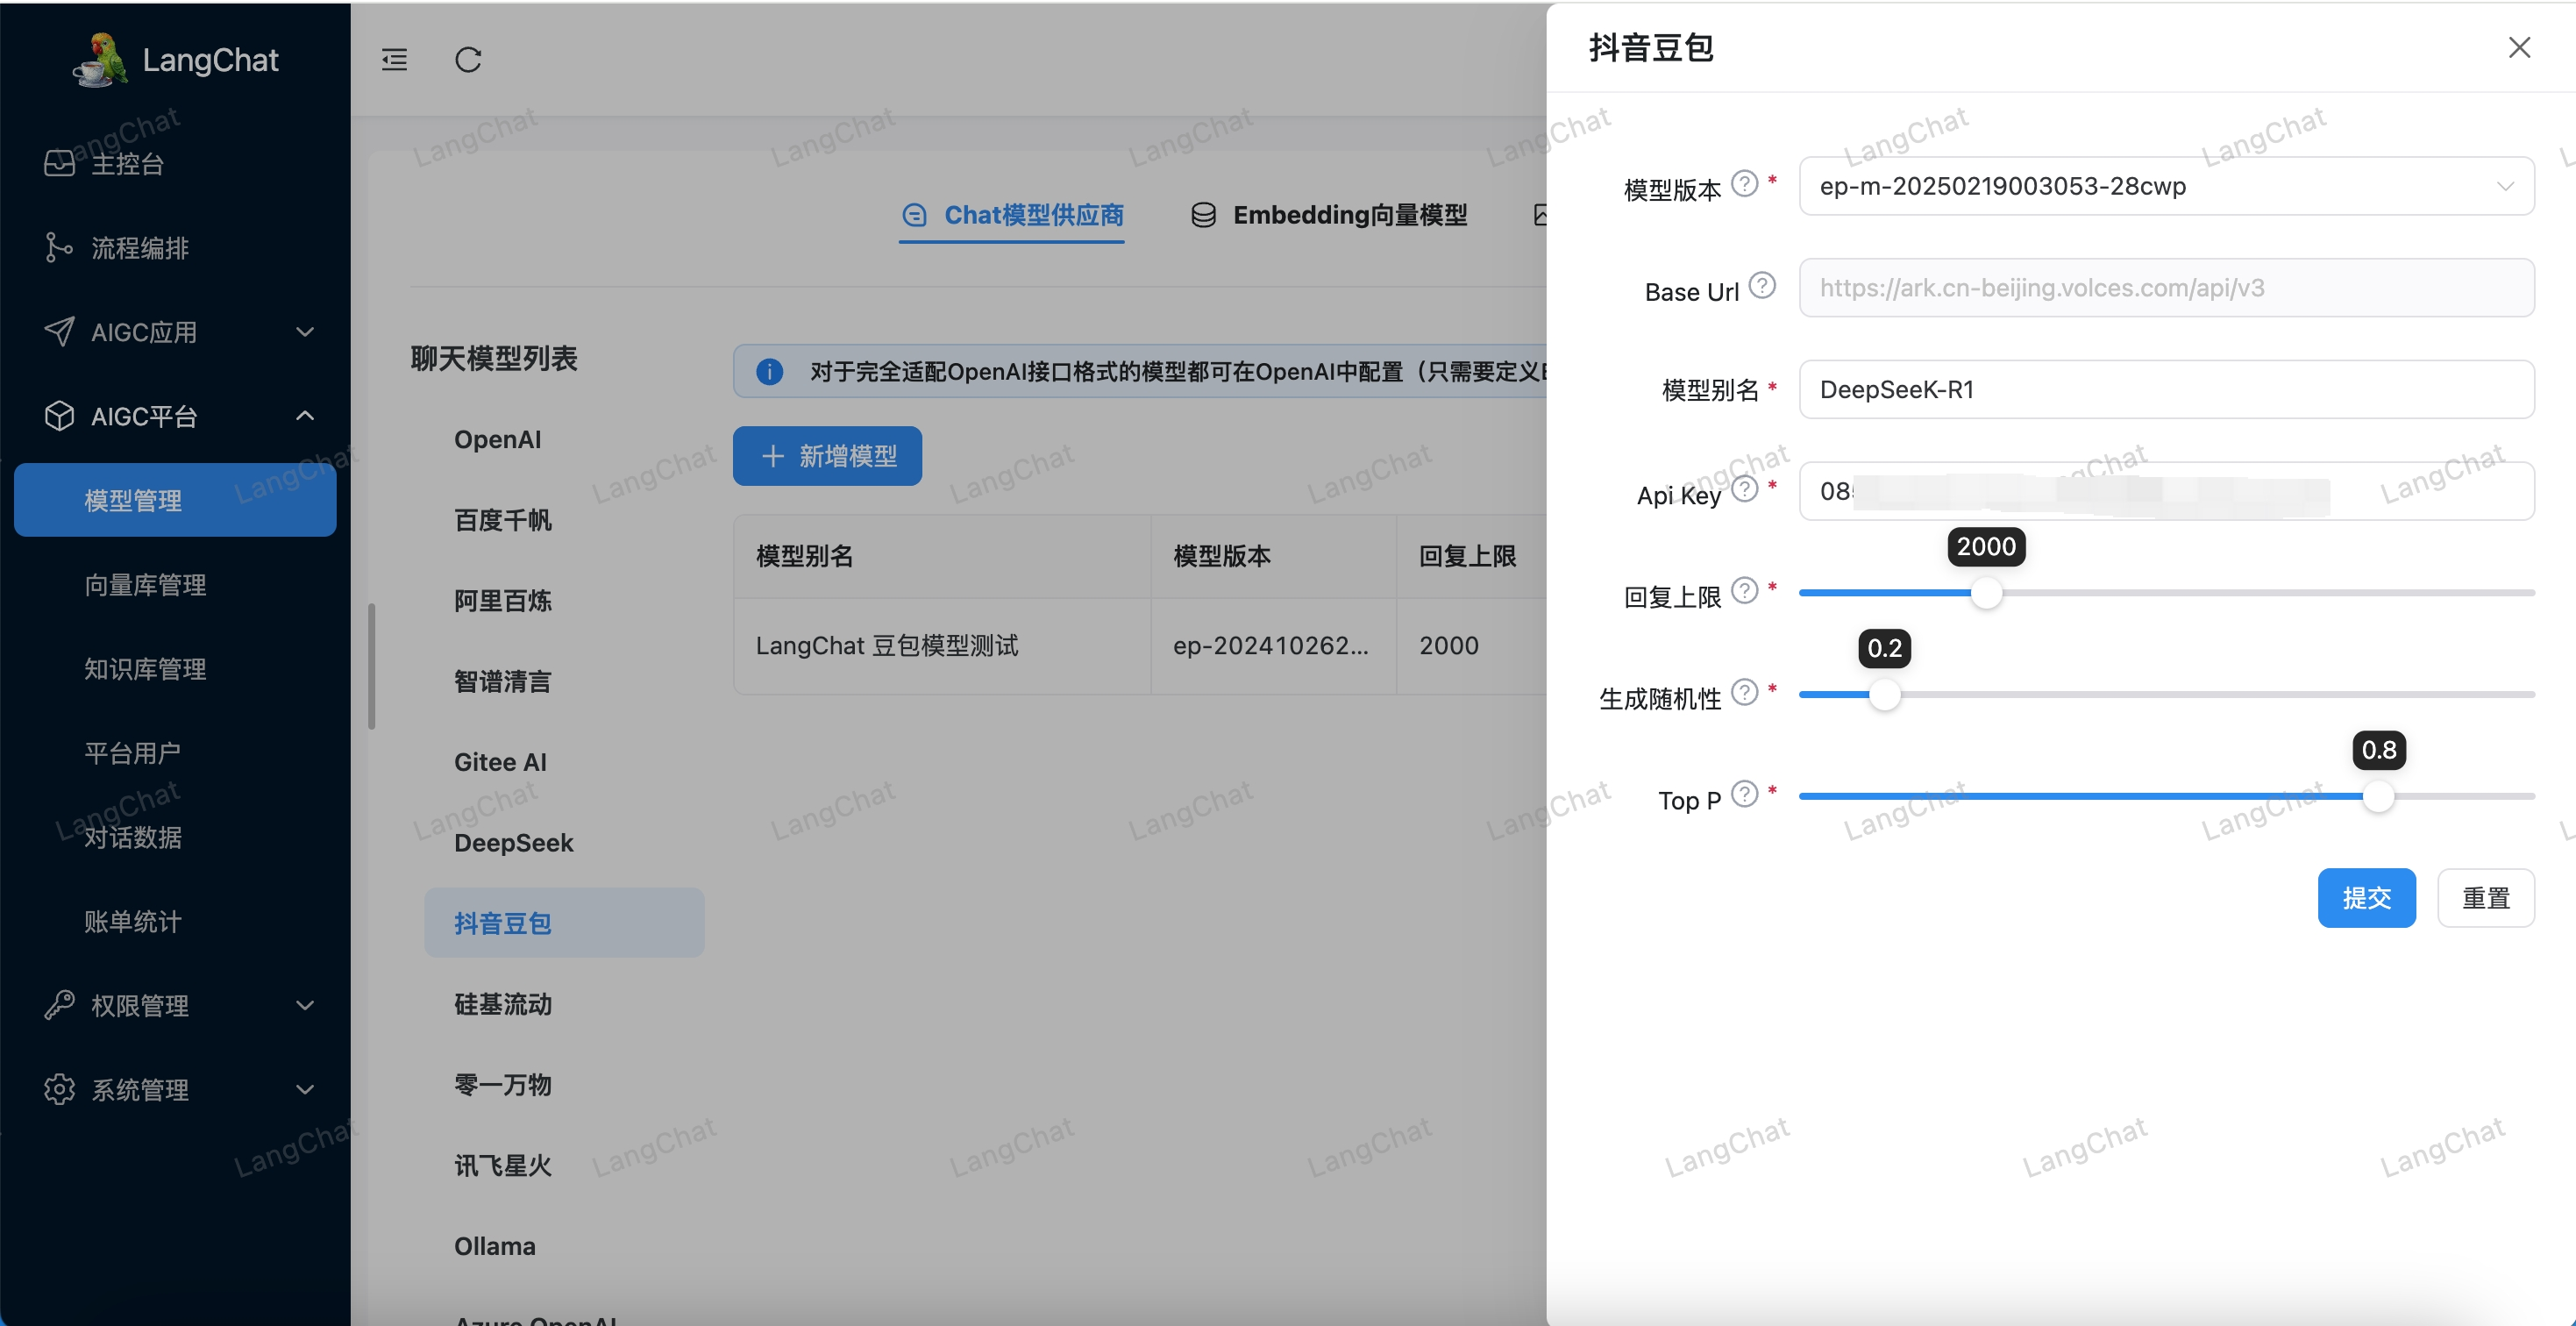 LangChat
主控台
流程编排
AIGC应用
AIGC平台
模型管理
向量库管理
知识库管理
平台用户
对话数据
账单统计
权限管理
系统管理
Chat模型供应商
Embedding向量模型
聊天模型列表
OpenAI
百度千帆
阿里百炼
智谱清言
Gitee AI
DeepSeek
抖音豆包
硅基流动
零一万物
讯飞星火
Ollama
Azure OpenAI
对于完全适配OpenAI接口格式的模型都可在OpenAI中配置（只需要定义
新增模型
模型别名 模型版本 回复上限
LangChat 豆包模型测试 ep-202410262... 2000
抖音豆包
模型版本 * ep-m-20250219003053-28cwp
Base Url https://ark.cn-beijing.volces.com/api/v3
模型别名 * DeepSeeK-R1
Api Key * 08
2000
回复上限 *
0.2
生成随机性 *
0.8
Top P *
提交 重置
LangChat